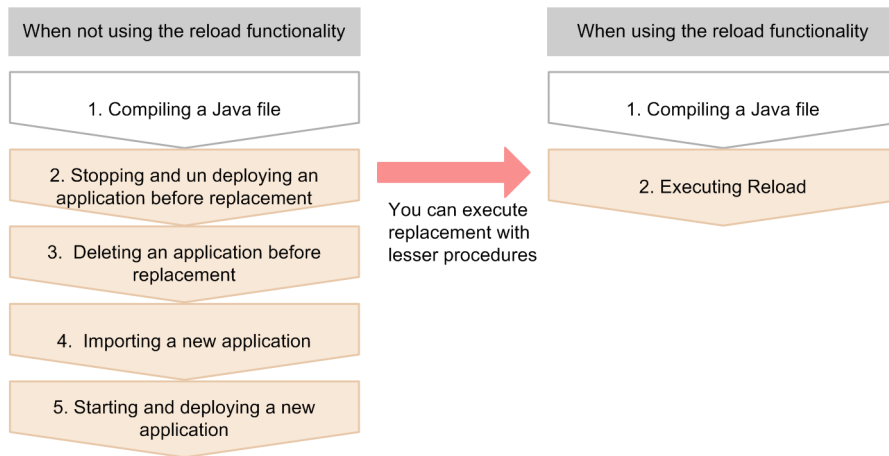 When not using the reload functionality
1. Compiling a Java file
2. Stopping and un deploying an
application before replacement
3. Deleting an application before
replacement
4. Importing a new application
5. Starting and deploying a new
application
You can execute
replacement with
lesser procedures
When using the reload functionality
1. Compiling a Java file
2. Executing Reload